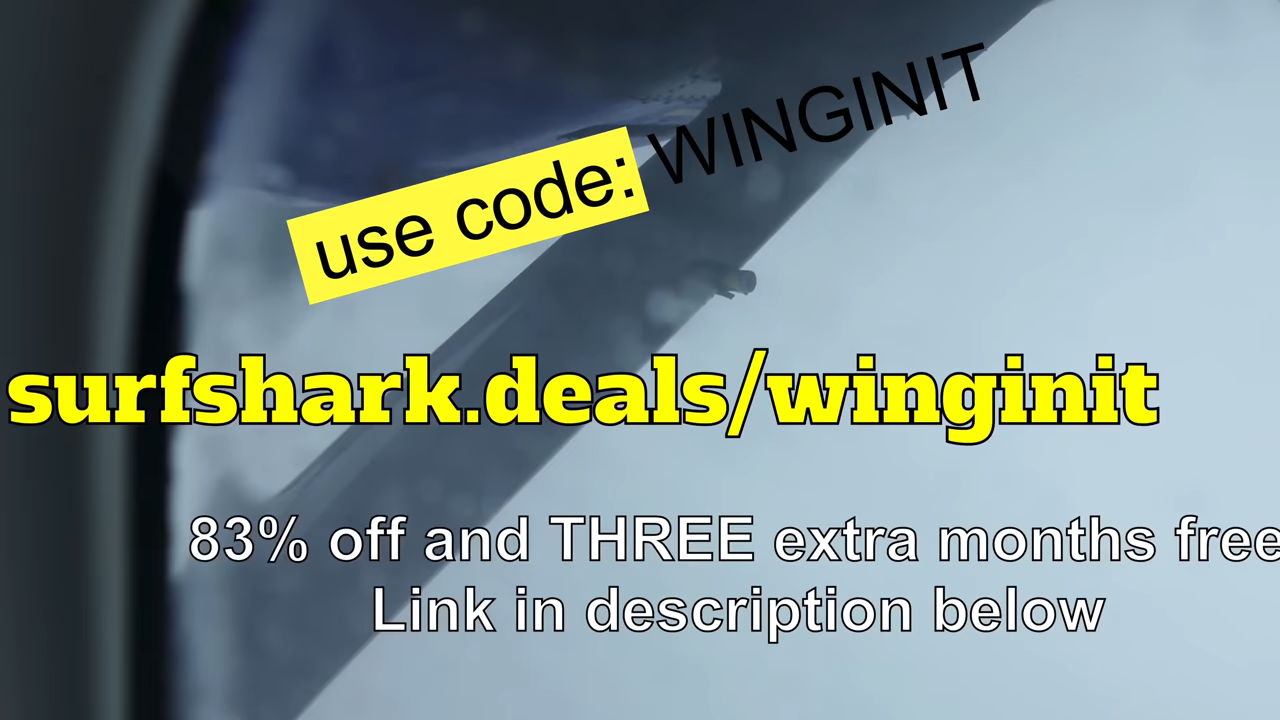 use code: WINGINIT
surfshark.deals/winginit
83% off and THREE extra months free
Link in description below